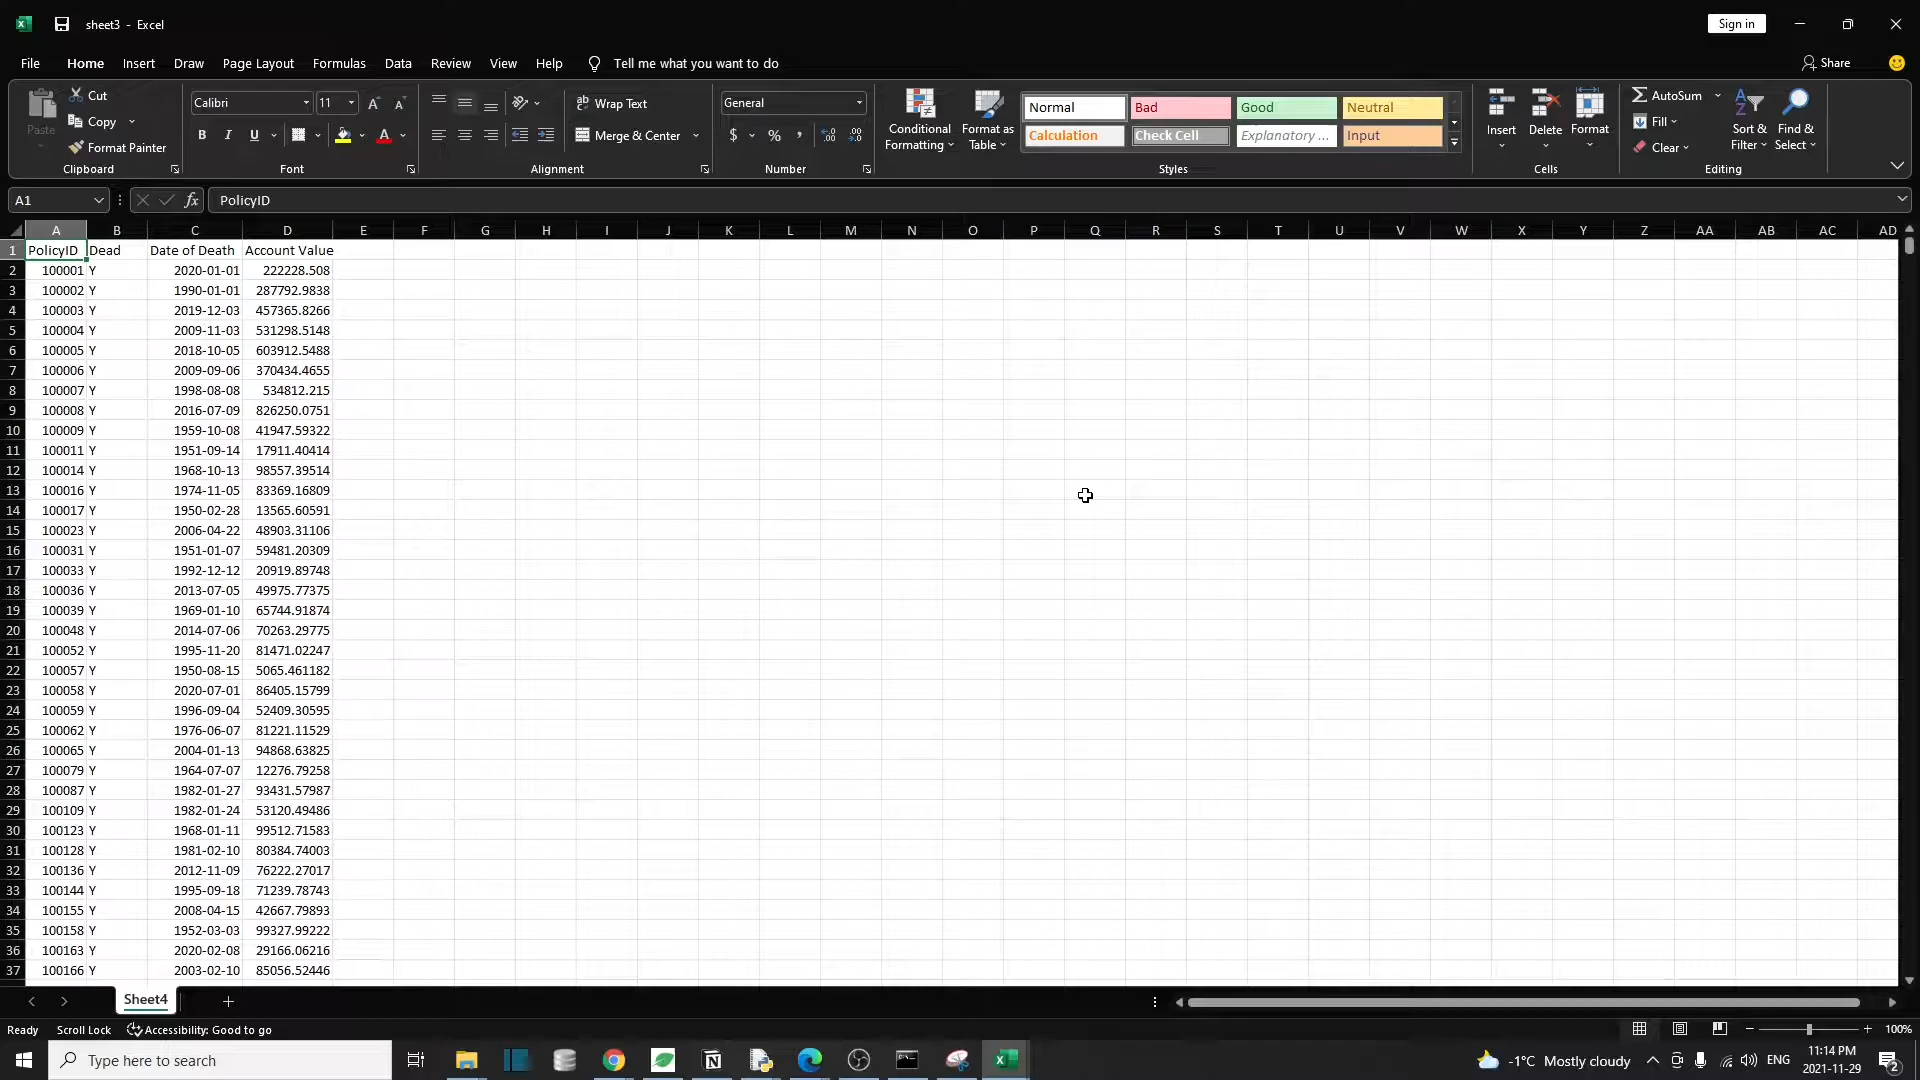 sheet3 - Excel
Sign in
File Home Insert Draw Page Layout Formulas Data Review View Help Tell me what you want to do Share
Paste Cut Copy Format Painter Clipboard
Calibri 11 B I U A Font
Wrap Text Merge & Center Alignment
General $ % , Number
Conditional Formatting Format as Table Normal Bad Good Neutral Calculation Check Cell Explanatory ... Input Styles
Insert Delete Format Cells
AutoSum Fill Clear Sort & Filter Find & Select Editing
A1 fx PolicyID
A B C D E F G H I J K L M N O P Q R S T U V W X Y Z AA AB AC AD
1 PolicyID Dead Date of Death Account Value
2 100001 Y 2020-01-01 222228.508
3 100002 Y 1990-01-01 287792.9838
4 100003 Y 2019-12-03 457365.8266
5 100004 Y 2009-11-03 531298.5148
6 100005 Y 2018-10-05 603912.5488
7 100006 Y 2009-09-06 370434.4655
8 100007 Y 1998-08-08 534812.215
9 100008 Y 2016-07-09 826250.0751
10 100009 Y 1959-10-08 41947.59322
11 100011 Y 1951-09-14 17911.40414
12 100014 Y 1968-10-13 98557.39514
13 100016 Y 1974-11-05 83369.16809
14 100017 Y 1950-02-28 13565.60591
15 100023 Y 2006-04-22 48903.31106
16 100031 Y 1951-01-07 59481.20309
17 100033 Y 1992-12-12 20919.89748
18 100036 Y 2013-07-05 49975.77375
19 100039 Y 1969-01-10 65744.91874
20 100048 Y 2014-07-06 70263.29775
21 100052 Y 1995-11-20 81471.02247
22 100057 Y 1950-08-15 5065.461182
23 100058 Y 2020-07-01 86405.15799
24 100059 Y 1996-09-04 52409.30595
25 100062 Y 1976-06-07 81221.11529
26 100065 Y 2004-01-13 94868.63825
27 100079 Y 1964-07-07 12276.79258
28 100087 Y 1982-01-27 93431.57987
29 100109 Y 1982-01-24 53120.49486
30 100123 Y 1968-01-11 99512.71583
31 100128 Y 1981-02-10 80384.74003
32 100136 Y 2012-11-09 76222.27017
33 100144 Y 1995-09-18 71239.78743
34 100155 Y 2008-04-15 42667.79893
35 100158 Y 1952-03-03 99327.99222
36 100163 Y 2020-02-08 29166.06216
37 100166 Y 2003-02-10 85056.52446
Sheet4
Ready Scroll Lock Accessibility: Good to go 100%
Type here to search
-1°C Mostly cloudy ENG 11:14 PM 2021-11-29 2